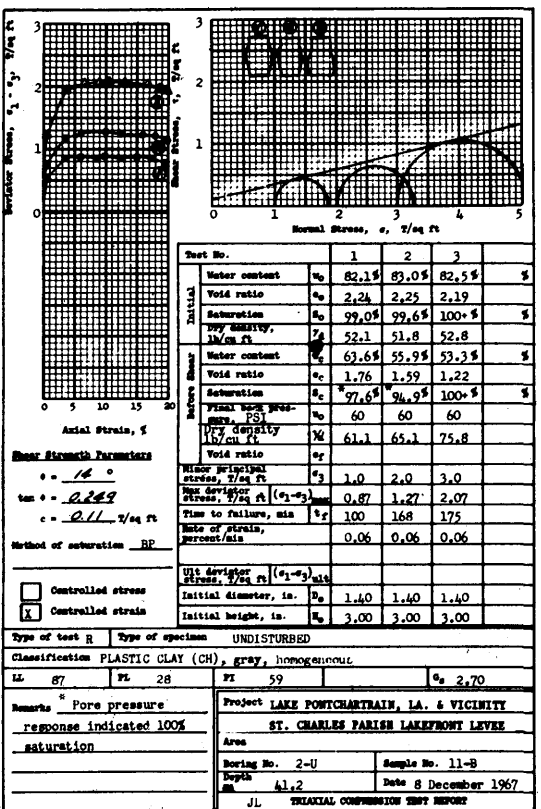 3
2
1
0
Deviator Stress, σ1 - σ3, T/sq ft
0 5 10 15 20
Axial Strain, %
3
2
1
0
Shear Stress, τ, T/sq ft
0 1 2 3 4 5
Normal Stress, σ, T/sq ft
Shear Strength Parameters
φ = 14 °
tan φ = 0.249
c = 0.11 T/sq ft
Method of saturation BP
Controlled stress
X Controlled strain
Test No. 1 2 3
Initial
Water content w0 82.1% 83.0% 82.5% %
Void ratio e0 2.24 2.25 2.19
Saturation S0 99.0% 99.6% 100+% %
Dry density, lb/cu ft γd 52.1 51.8 52.8
Before Shear
Water content wc 63.6% 55.9% 53.3% %
Void ratio ec 1.76 1.59 1.22
Saturation Sc *97.6% *94.9% 100+% %
Final back pressure, PSI u0 60 60 60
Dry density lb/cu ft γd 61.1 65.1 75.8
Void ratio ef
Minor principal stress, T/sq ft σ3 1.0 2.0 3.0
Max deviator stress, T/sq ft (σ1-σ3)max 0.87 1.27 2.07
Time to failure, min tf 100 168 175
Rate of strain, percent/min 0.06 0.06 0.06
Ult deviator stress, T/sq ft (σ1-σ3)ult
Initial diameter, in. D0 1.40 1.40 1.40
Initial height, in. H0 3.00 3.00 3.00
Type of test R Type of specimen UNDISTURBED
Classification PLASTIC CLAY (CH), gray, homogeneous
LL 87 PL 28 PI 59 Gs 2.70
Remarks * Pore pressure
response indicated 100%
saturation
Project LAKE PONTCHARTRAIN, LA. & VICINITY
ST. CHARLES PARISH LAKEFRONT LEVEE
Area
Boring No. 2-U Sample No. 11-B
Depth 41.2 Date 8 December 1967
JL TRIAXIAL COMPRESSION TEST REPORT